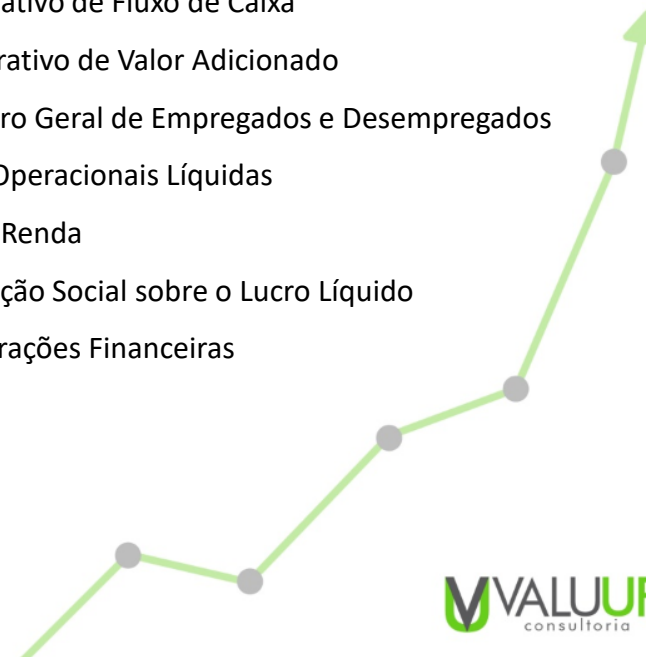 ativo de Fluxo de Caixa
rativo de Valor Adicionado
ro Geral de Empregados e Desempregados
Operacionais Líquidas
Renda
ção Social sobre o Lucro Líquido
rações Financeiras
VALUUP
consultoria